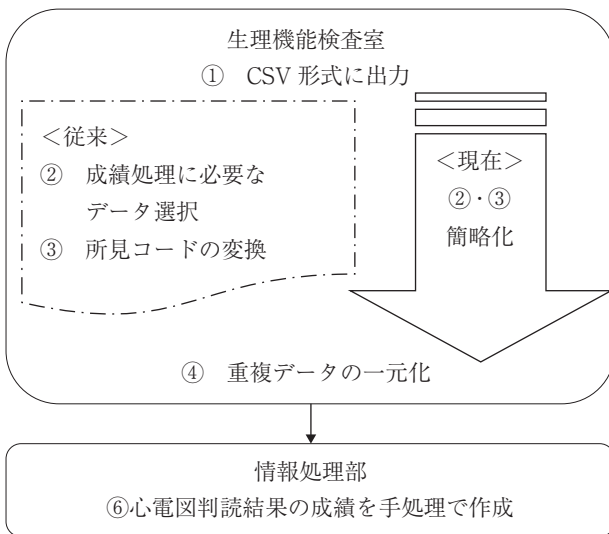 生理機能検査室
① CSV 形式に出力
＜従来＞
② 成績処理に必要な
データ選択
③ 所見コードの変換
＜現在＞
②・③
簡略化
④ 重複データの一元化
情報処理部
⑥心電図判読結果の成績を手処理で作成